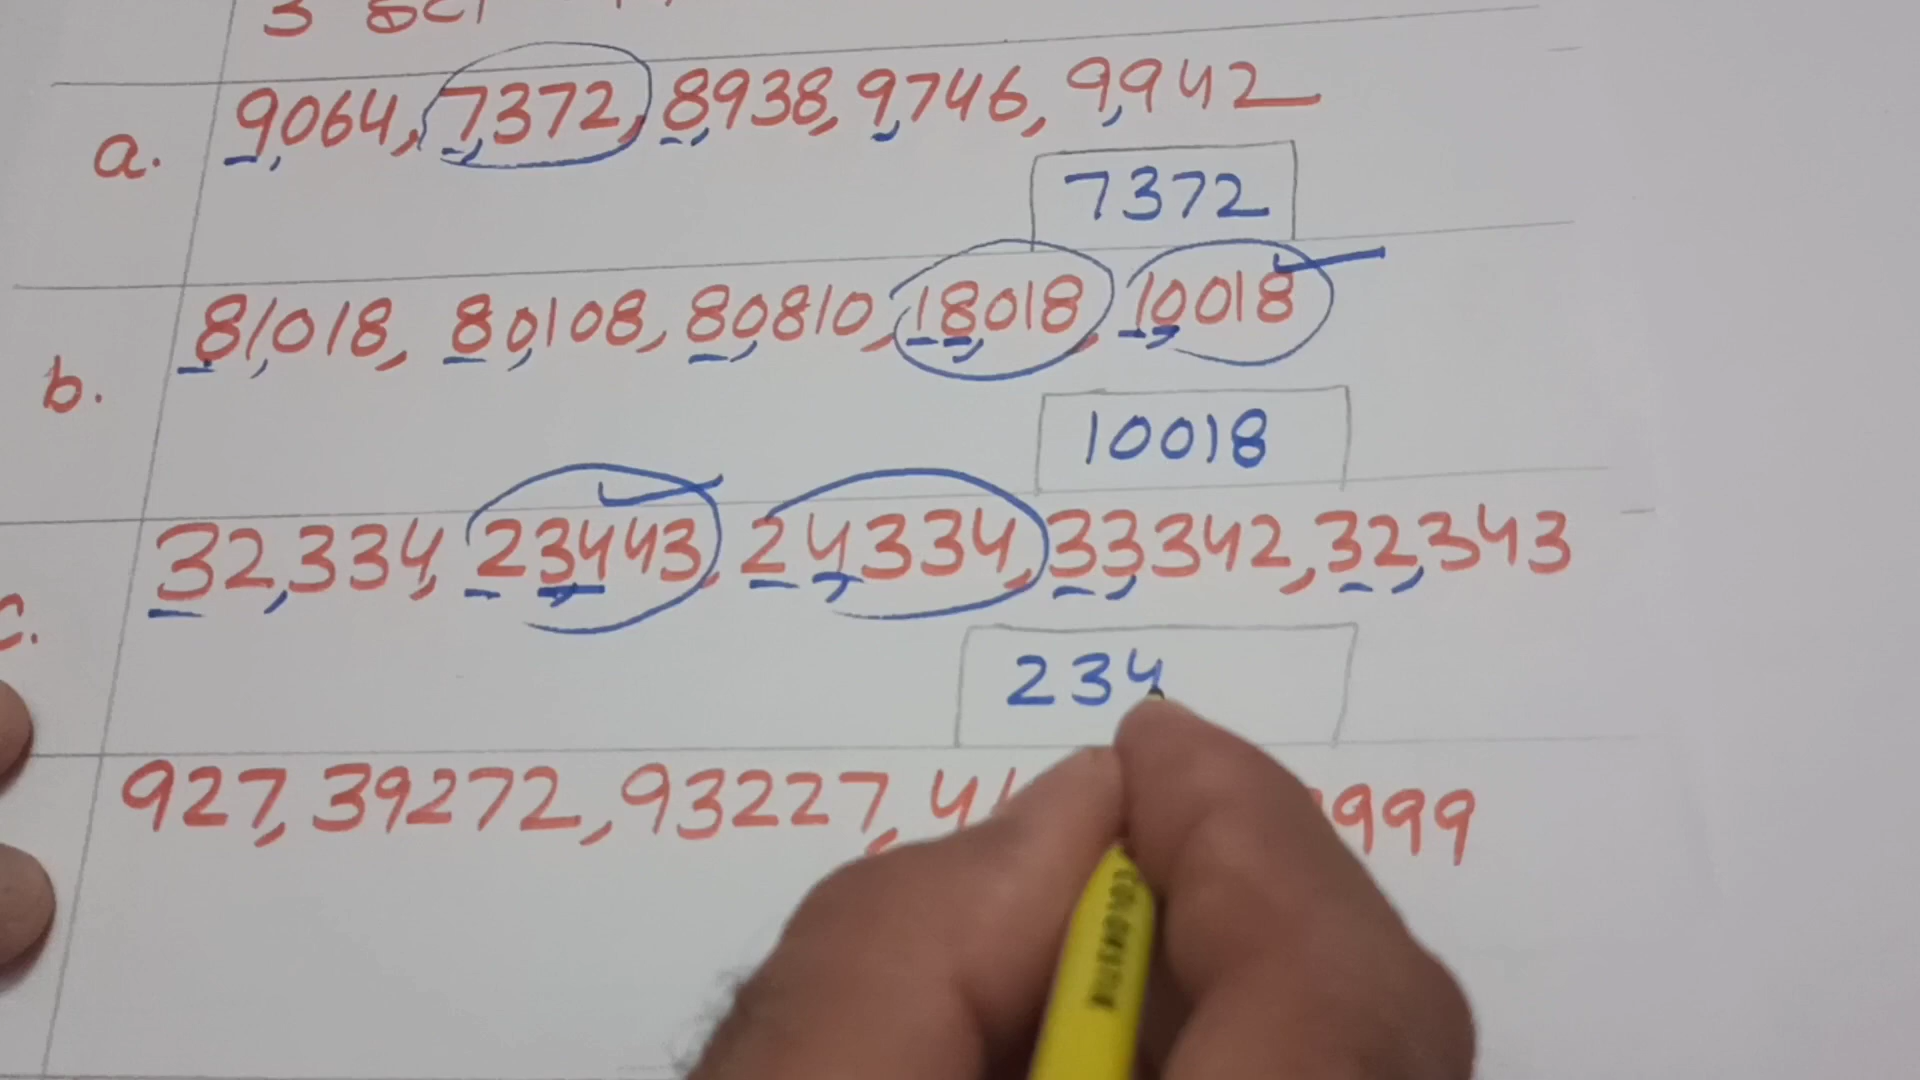 a. 9,064, 7,372, 8,938, 9,746, 9,942
7372
b. 81,018, 80,108, 80,810, 18,018, 10,018
10018
c. 32,334, 23,443, 24,334, 33,342, 32,343
234
927, 39272, 93227,
999